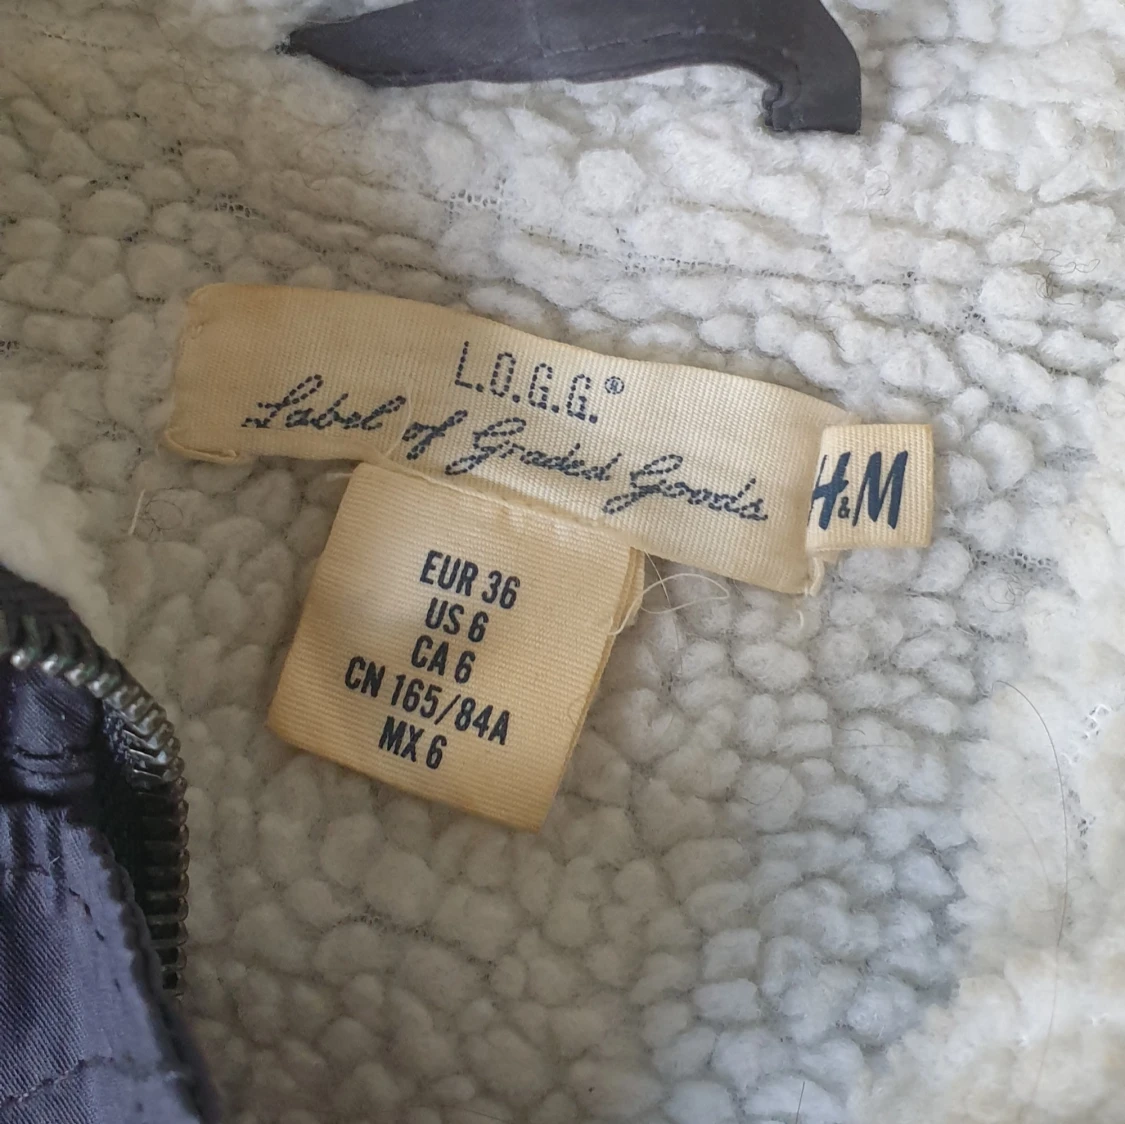 L.O.G.G.®
Label of Graded Goods
H&M
EUR 36
US 6
CA 6
CN 165/84A
MX 6